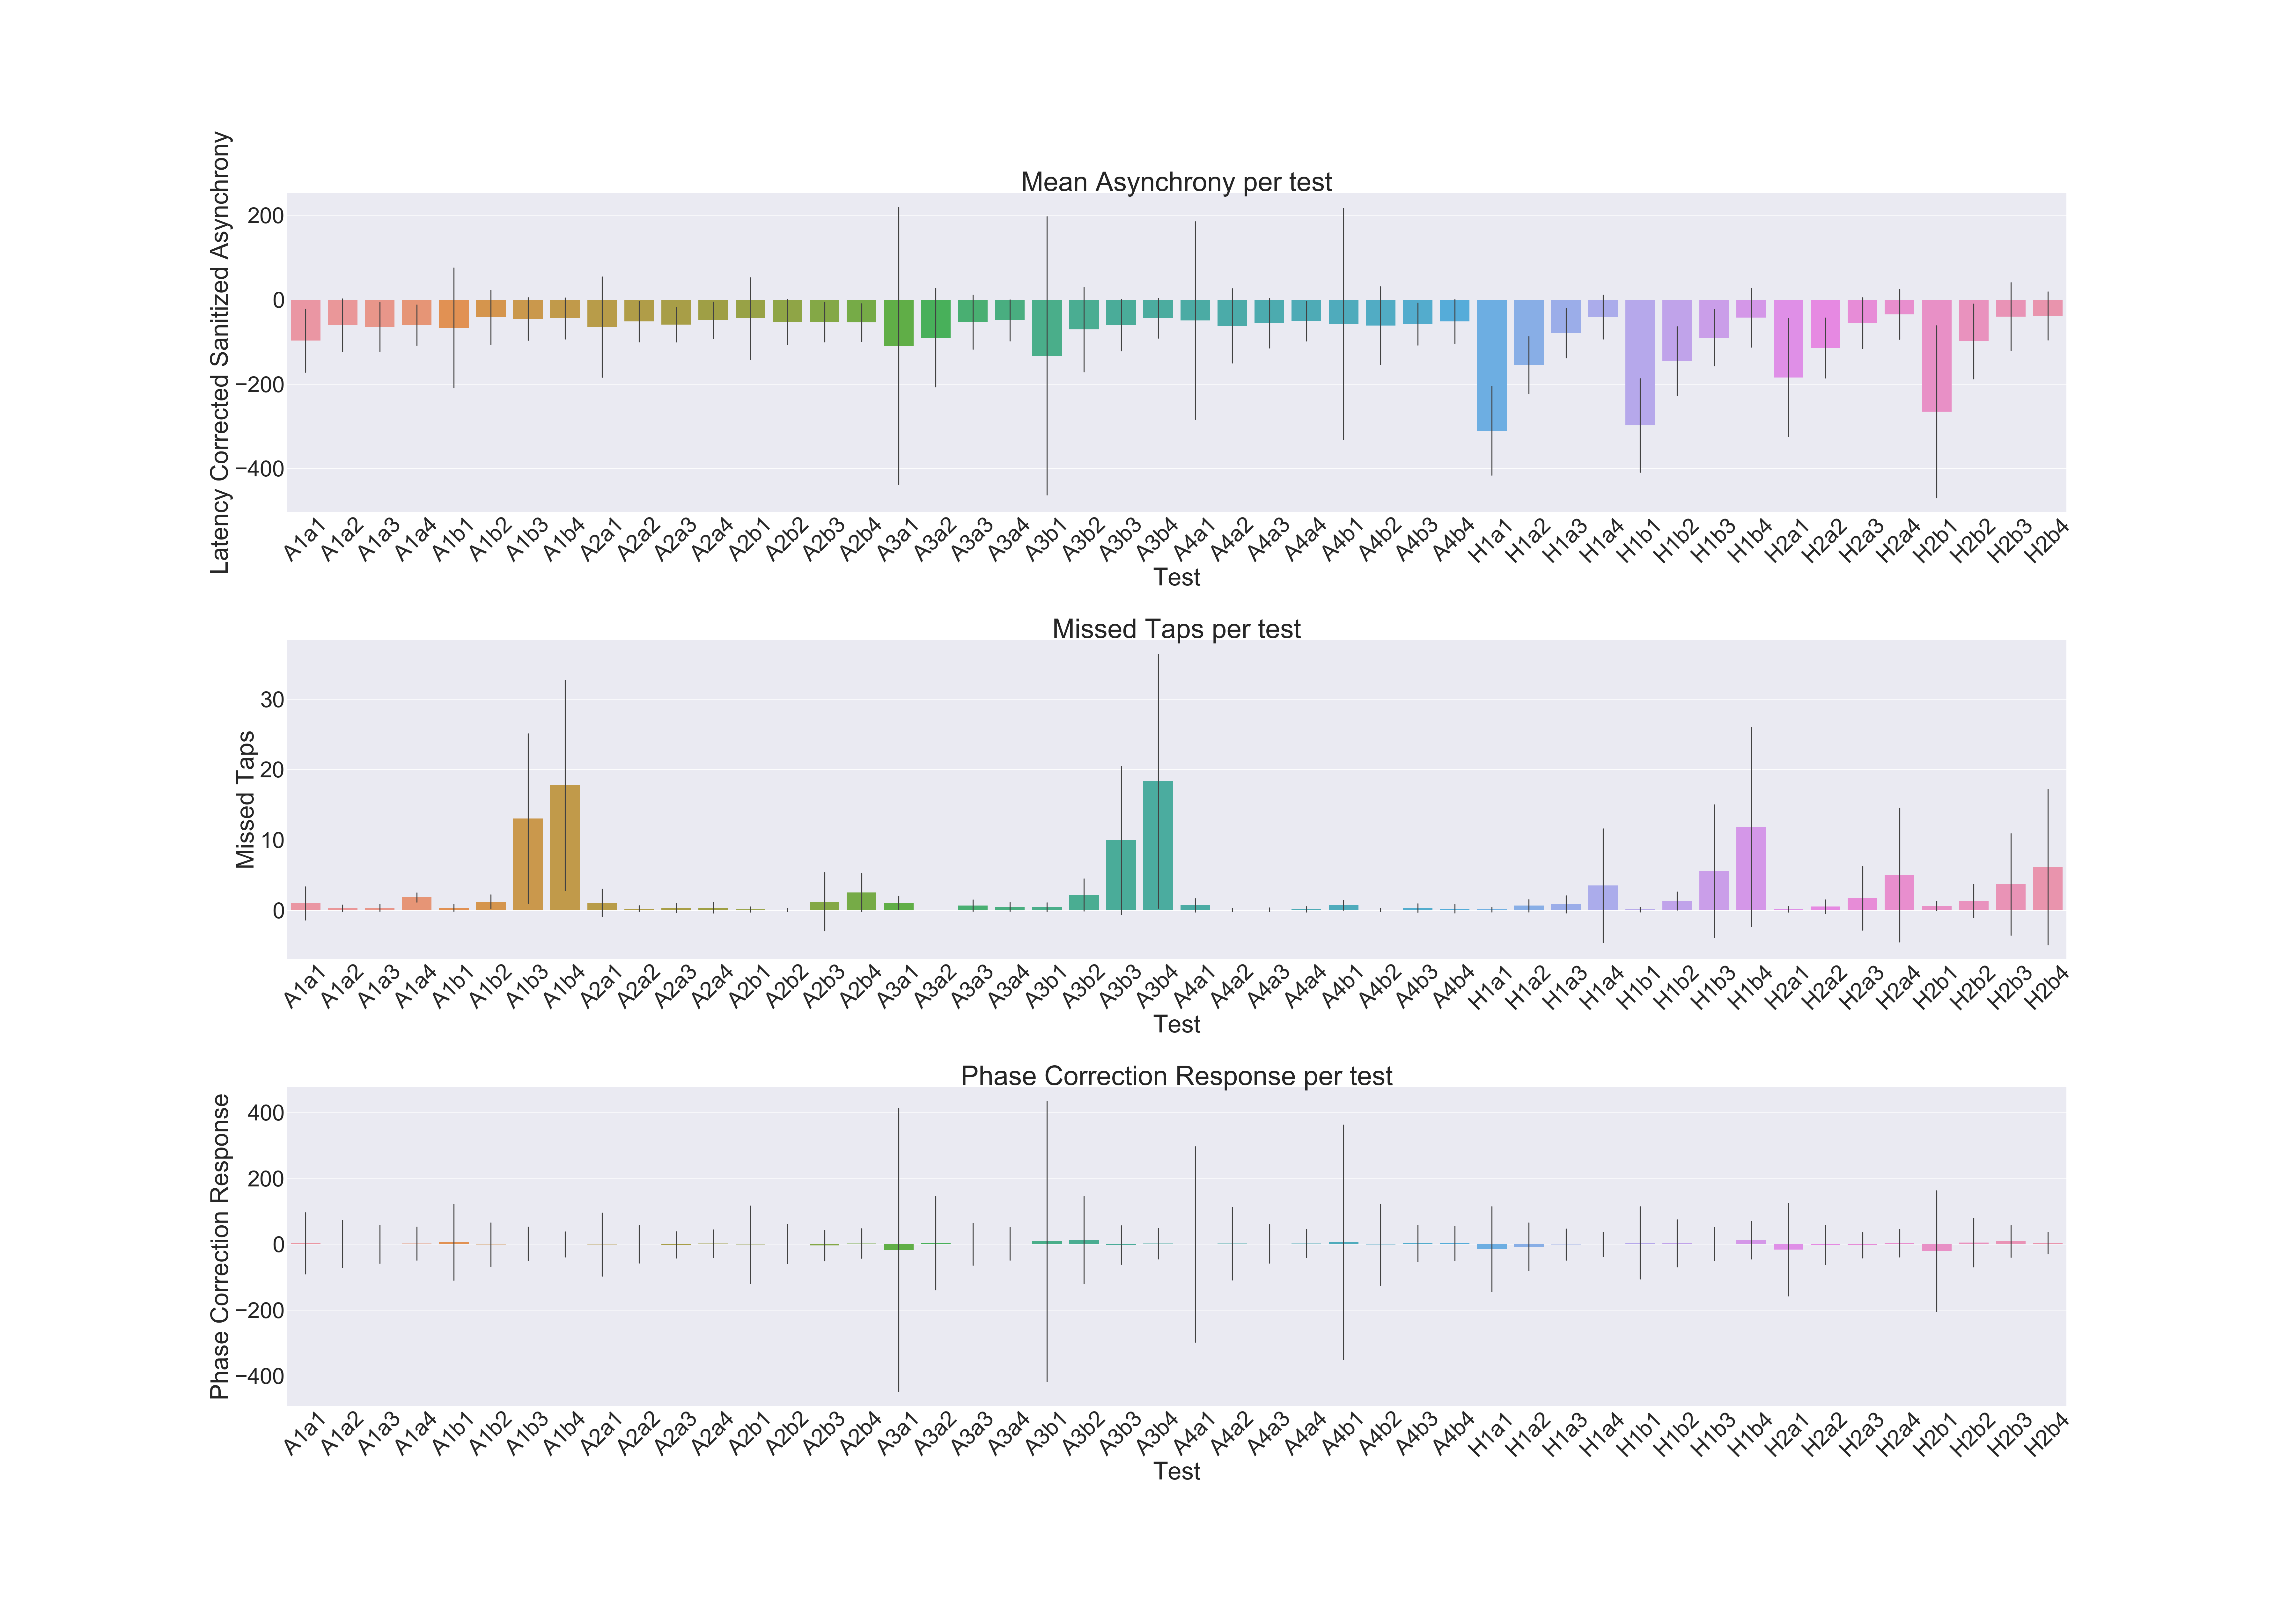 Mean Asynchrony per test
Latency Corrected Sanitized Asynchrony
200
0
−200
−400
A1a1 A1a2 A1a3 A1a4 A1b1 A1b2 A1b3 A1b4 A2a1 A2a2 A2a3 A2a4 A2b1 A2b2 A2b3 A2b4 A3a1 A3a2 A3a3 A3a4 A3b1 A3b2 A3b3 A3b4 A4a1 A4a2 A4a3 A4a4 A4b1 A4b2 A4b3 A4b4 H1a1 H1a2 H1a3 H1a4 H1b1 H1b2 H1b3 H1b4 H2a1 H2a2 H2a3 H2a4 H2b1 H2b2 H2b3 H2b4
Test
Missed Taps per test
Missed Taps
30
20
10
0
A1a1 A1a2 A1a3 A1a4 A1b1 A1b2 A1b3 A1b4 A2a1 A2a2 A2a3 A2a4 A2b1 A2b2 A2b3 A2b4 A3a1 A3a2 A3a3 A3a4 A3b1 A3b2 A3b3 A3b4 A4a1 A4a2 A4a3 A4a4 A4b1 A4b2 A4b3 A4b4 H1a1 H1a2 H1a3 H1a4 H1b1 H1b2 H1b3 H1b4 H2a1 H2a2 H2a3 H2a4 H2b1 H2b2 H2b3 H2b4
Test
Phase Correction Response per test
Phase Correction Response
400
200
0
−200
−400
A1a1 A1a2 A1a3 A1a4 A1b1 A1b2 A1b3 A1b4 A2a1 A2a2 A2a3 A2a4 A2b1 A2b2 A2b3 A2b4 A3a1 A3a2 A3a3 A3a4 A3b1 A3b2 A3b3 A3b4 A4a1 A4a2 A4a3 A4a4 A4b1 A4b2 A4b3 A4b4 H1a1 H1a2 H1a3 H1a4 H1b1 H1b2 H1b3 H1b4 H2a1 H2a2 H2a3 H2a4 H2b1 H2b2 H2b3 H2b4
Test